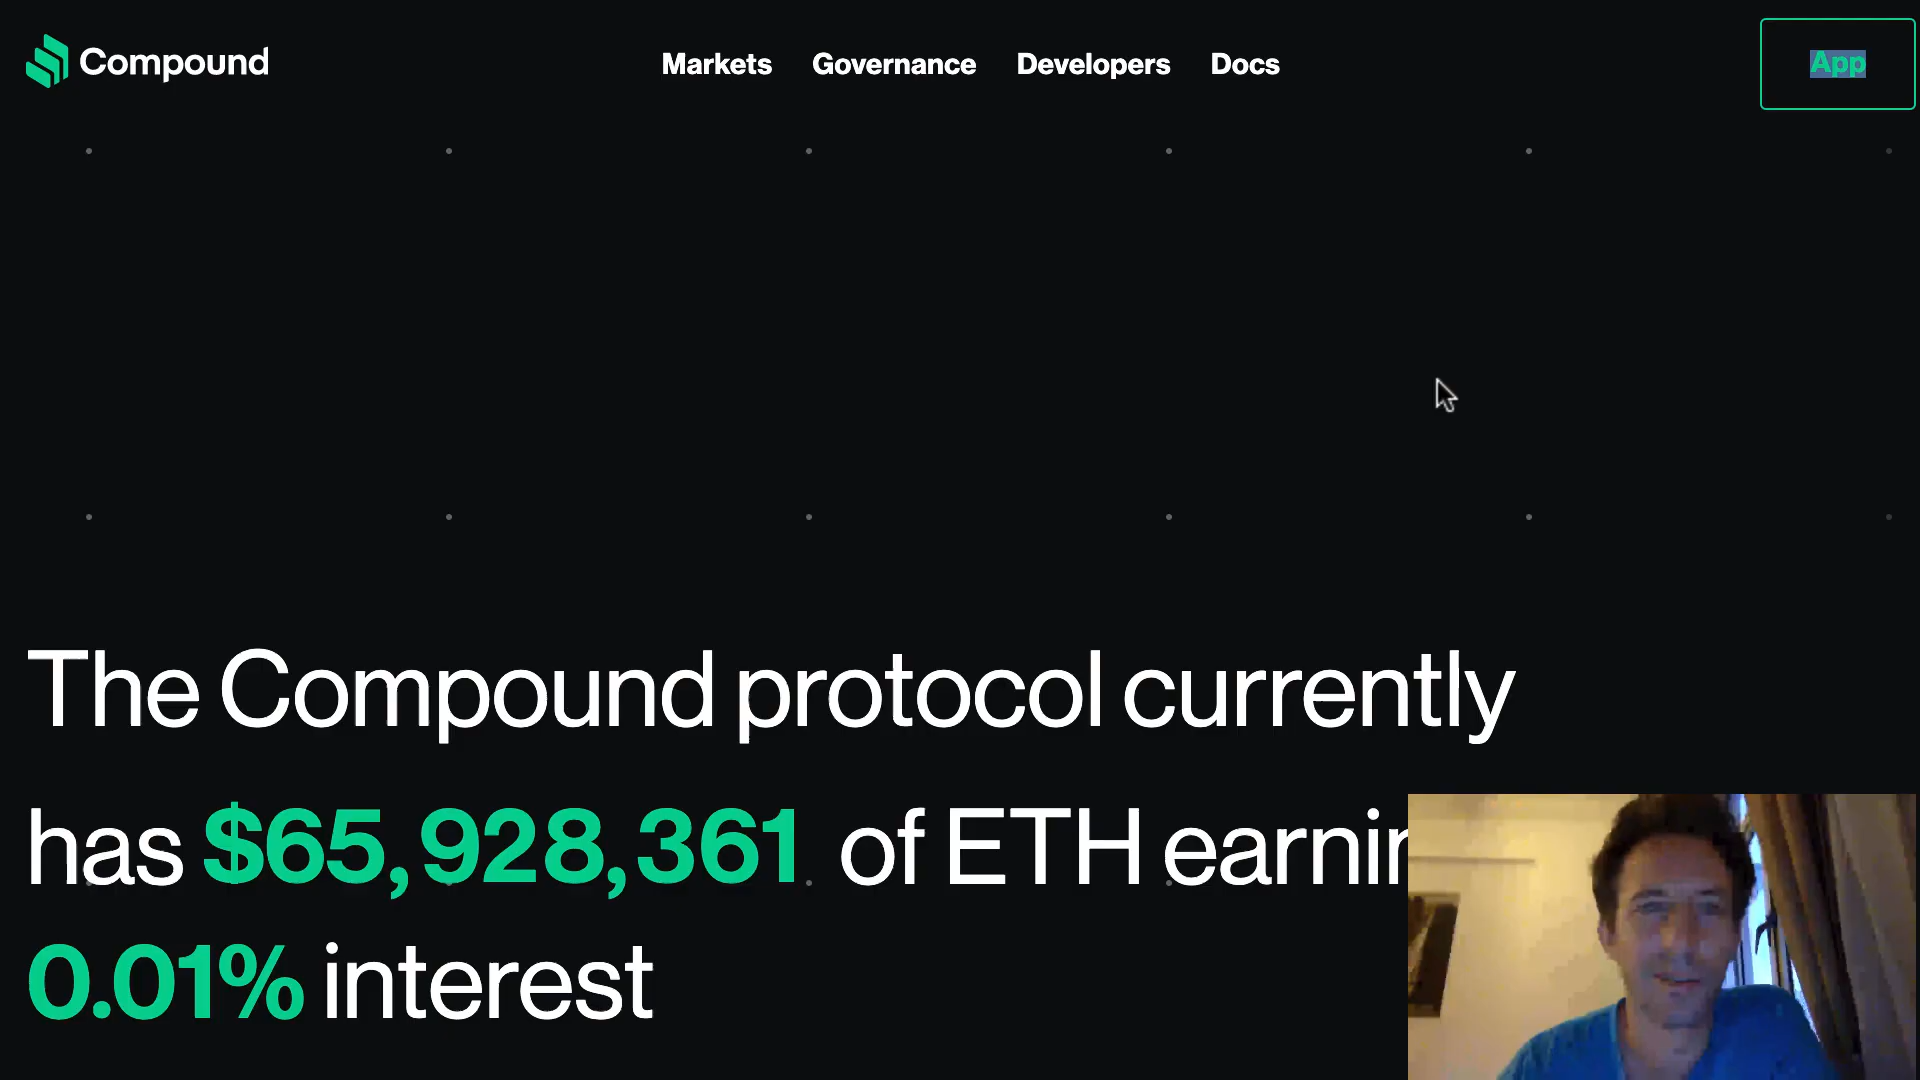 Compound
Markets Governance Developers Docs
App
The Compound protocol currently
has $65,928,361 of ETH
0.01% interest